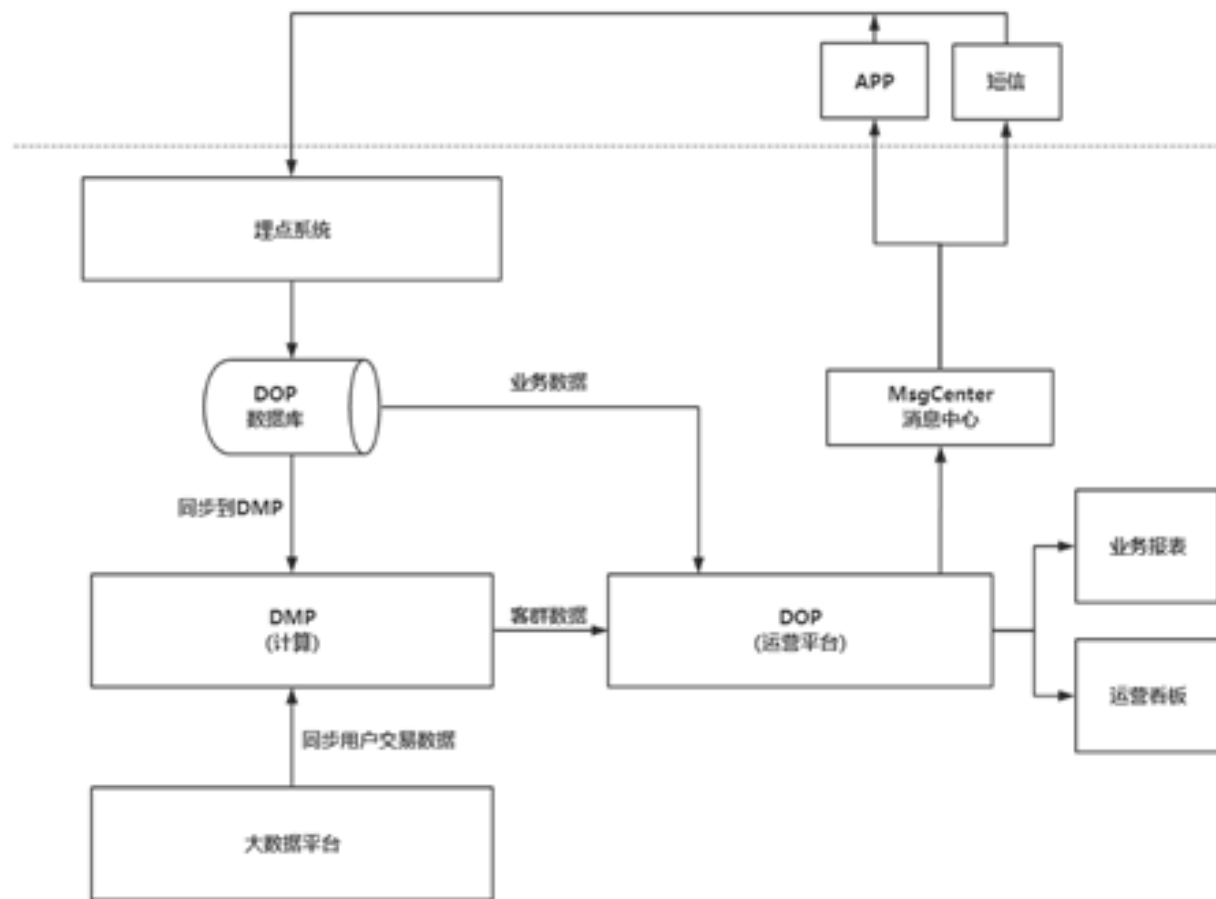 APP
短信
埋点系统
DOP
数据库
业务数据
MsgCenter
消息中心
同步到DMP
业务报表
DMP
(计算)
客群数据
DOP
(运营平台)
运营看板
同步用户交易数据
大数据平台